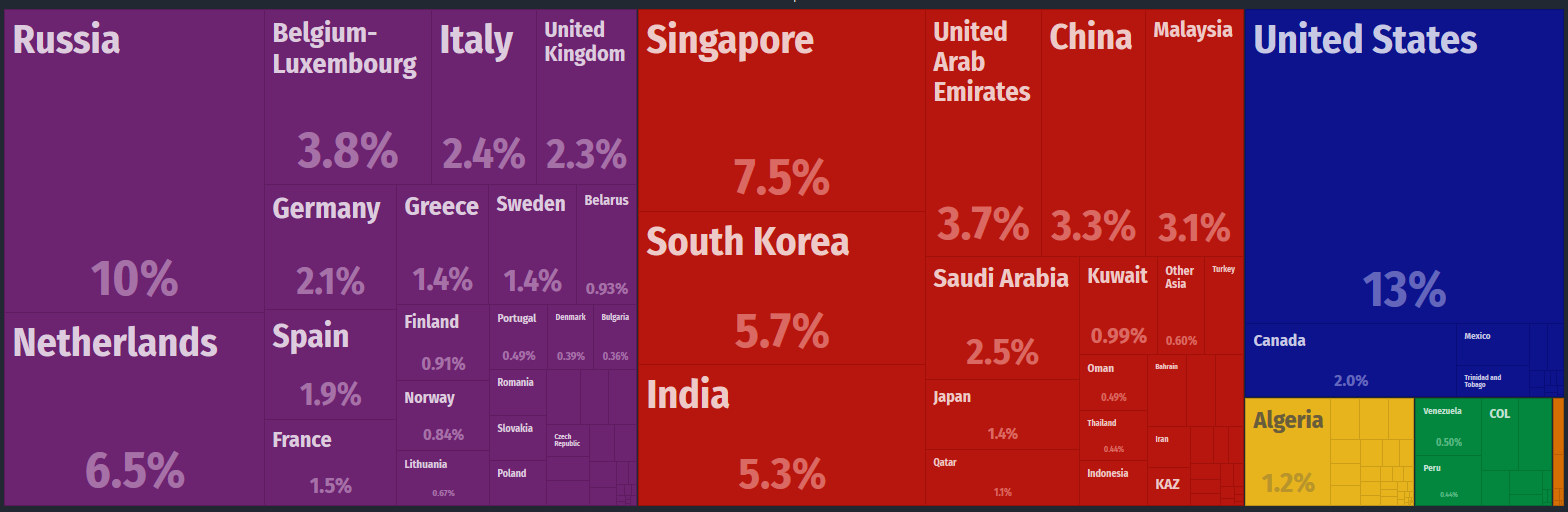 Russia
10%
Netherlands
6.5%
Belgium-
Luxembourg
3.8%
Italy
2.4%
United
Kingdom
2.3%
Germany
2.1%
Spain
1.9%
France
1.5%
Greece
1.4%
Sweden
1.4%
Belarus
0.93%
Finland
0.91%
Norway
0.84%
Lithuania
0.67%
Portugal
0.49%
Denmark
0.39%
Bulgaria
0.36%
Romania
Slovakia
Poland
Czech
Republic
Singapore
7.5%
South Korea
5.7%
India
5.3%
United
Arab
Emirates
3.7%
China
3.3%
Malaysia
3.1%
Saudi Arabia
2.5%
Japan
1.4%
Qatar
1.1%
Kuwait
0.99%
Other
Asia
0.60%
Turkey
Oman
0.49%
Thailand
0.44%
Indonesia
Bahrain
Iran
KAZ
United States
13%
Canada
2.0%
Mexico
Trinidad and
Tobago
Algeria
1.2%
Venezuela
0.50%
Peru
0.44%
COL